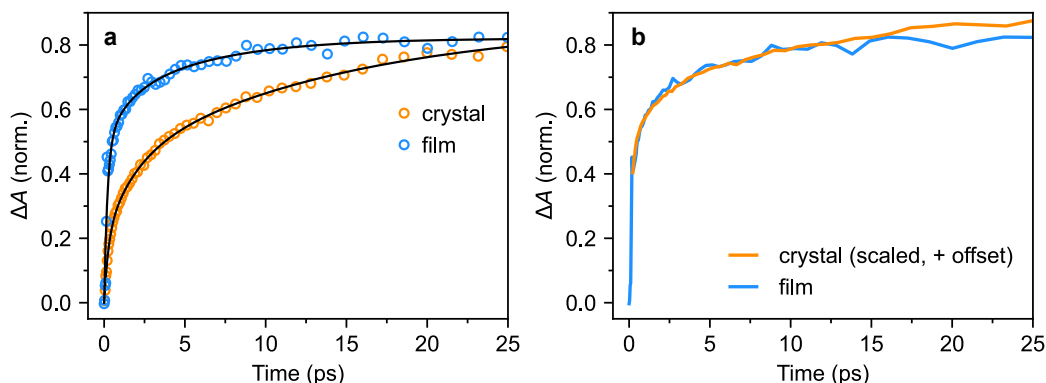 a
0.8
0.6
0.4
0.2
0.0
ΔA (norm.)
crystal
film
0 5 10 15 20 25
Time (ps)
b
0.8
0.6
0.4
0.2
0.0
ΔA (norm.)
crystal (scaled, + offset)
film
0 5 10 15 20 25
Time (ps)